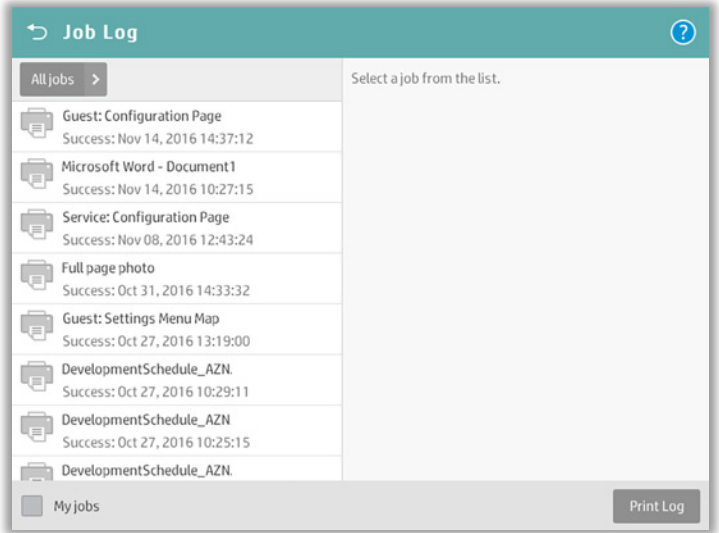 Job Log
?
All jobs >
Select a job from the list.
Guest: Configuration Page
Success: Nov 14, 2016 14:37:12
Microsoft Word - Document1
Success: Nov 14, 2016 10:27:15
Service: Configuration Page
Success: Nov 08, 2016 12:43:24
Full page photo
Success: Oct 31, 2016 14:33:32
Guest: Settings Menu Map
Success: Oct 27, 2016 13:19:00
DevelopmentSchedule_AZN.
Success: Oct 27, 2016 10:29:11
DevelopmentSchedule_AZN
Success: Oct 27, 2016 10:25:15
DevelopmentSchedule_AZN.
My jobs
Print Log